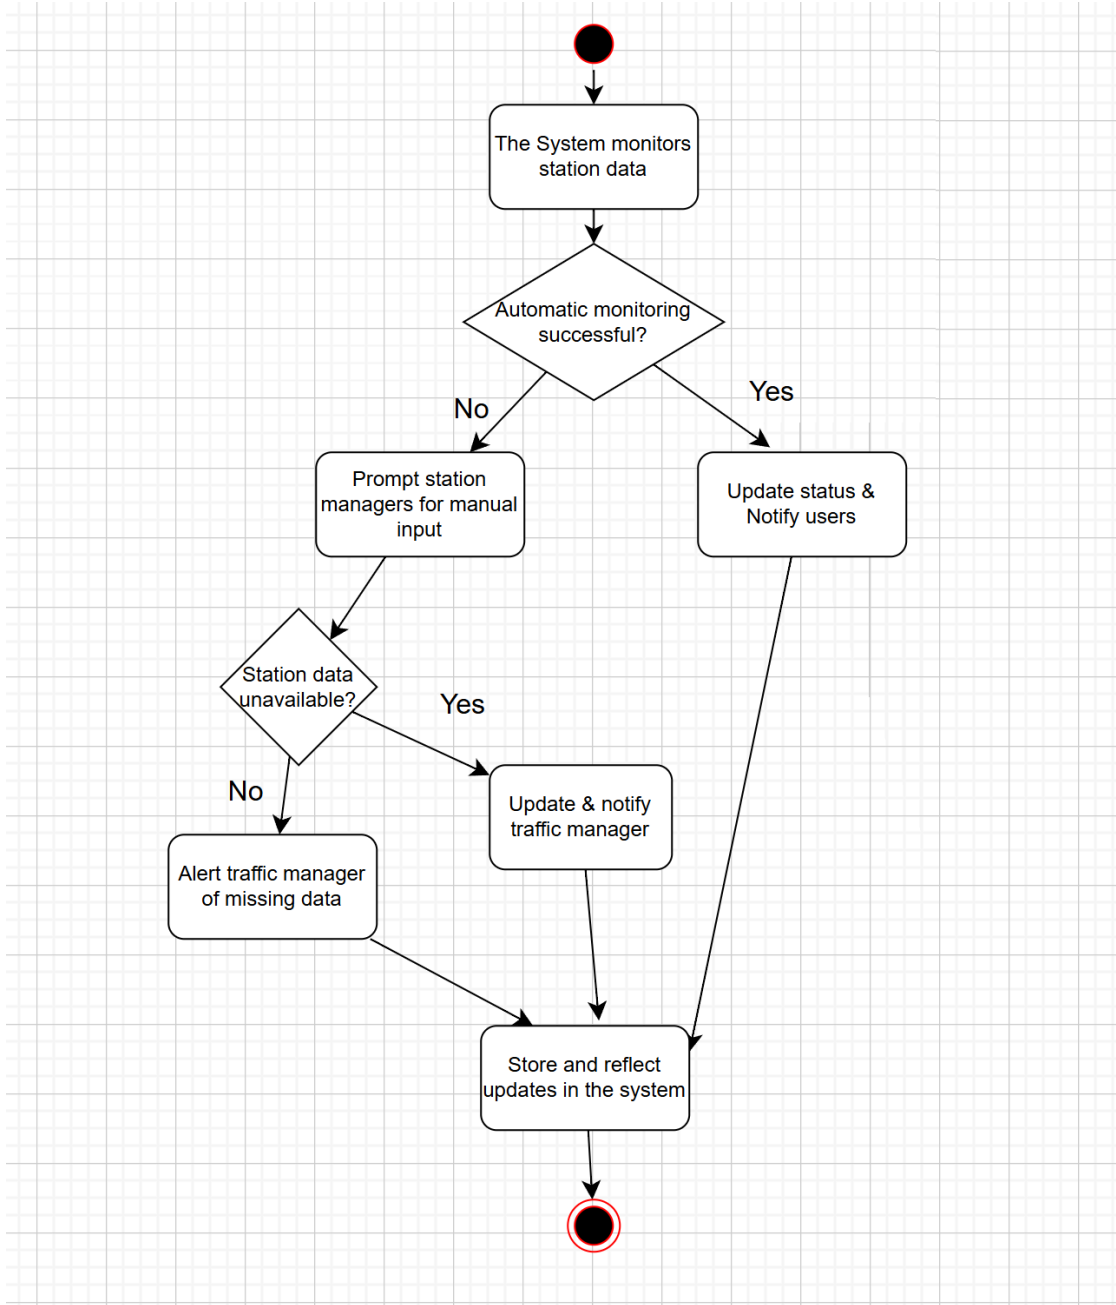 The System monitors
station data
Automatic monitoring
successful?
No
Yes
Prompt station
managers for manual
input
Update status &
Notify users
Station data
unavailable?
Yes
No
Update & notify
traffic manager
Alert traffic manager
of missing data
Store and reflect
updates in the system